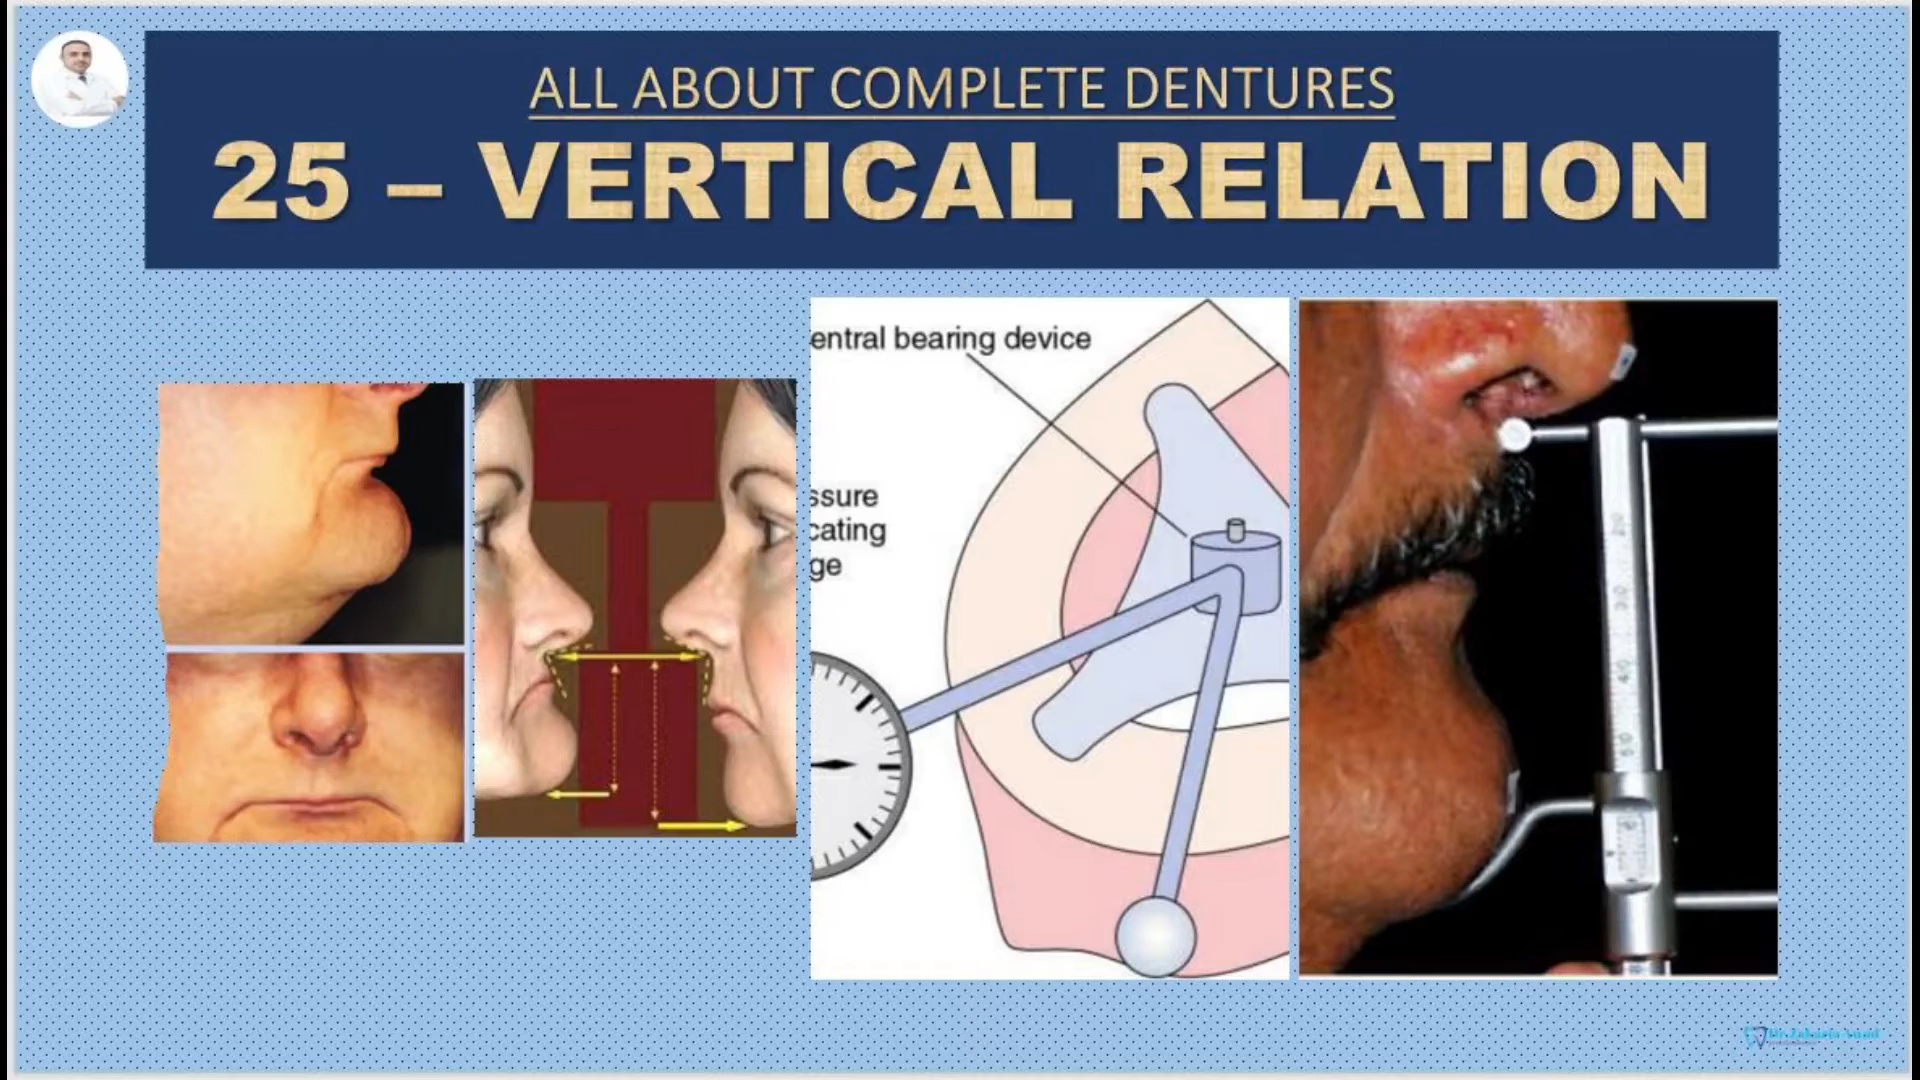 ALL ABOUT COMPLETE DENTURES
25 – VERTICAL RELATION
entral bearing device
ssure
cating
ge